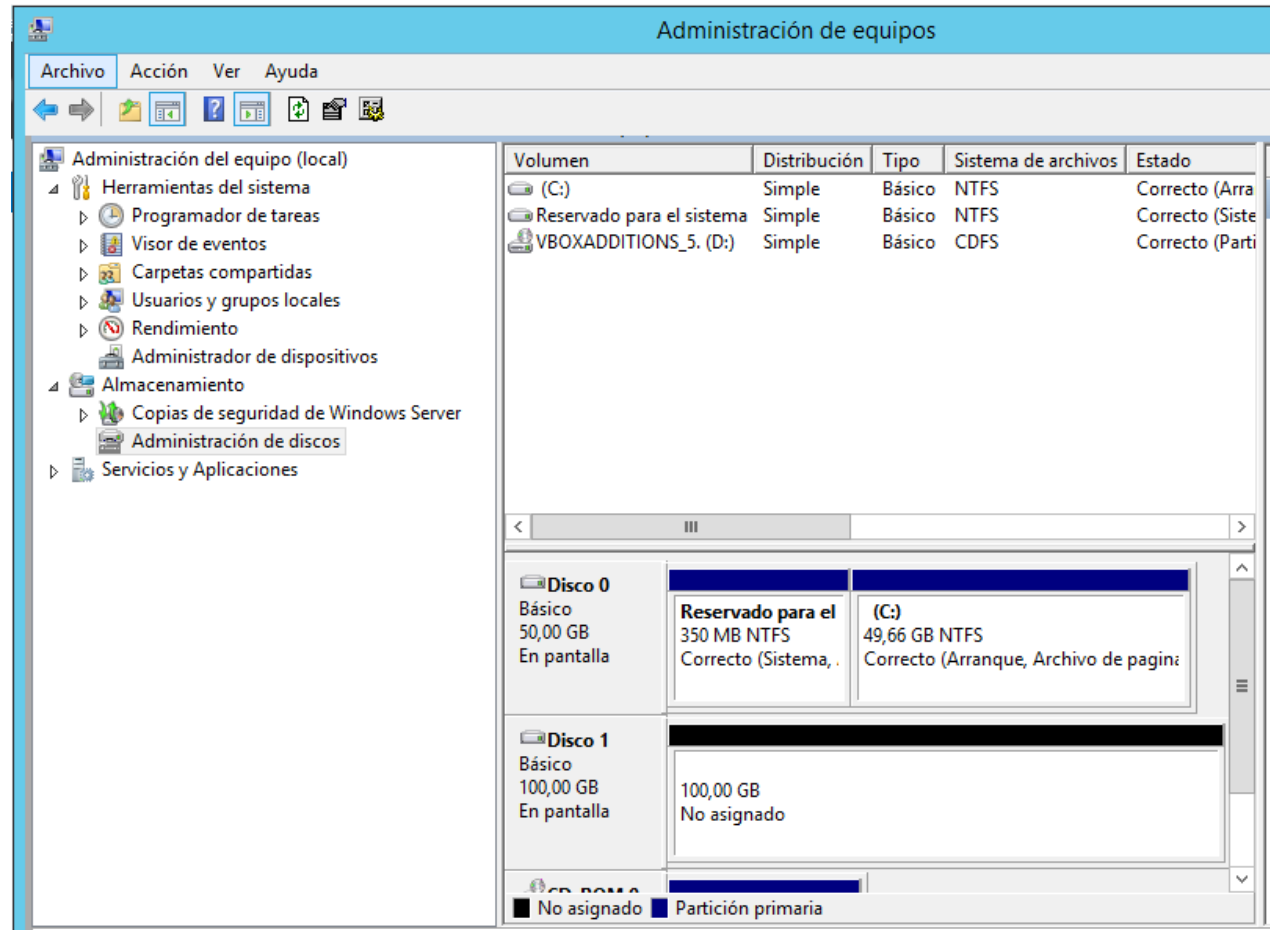 Administración de equipos
Archivo Acción Ver Ayuda
Administración del equipo (local)
Herramientas del sistema
Programador de tareas
Visor de eventos
Carpetas compartidas
Usuarios y grupos locales
Rendimiento
Administrador de dispositivos
Almacenamiento
Copias de seguridad de Windows Server
Administración de discos
Servicios y Aplicaciones
Volumen Distribución Tipo Sistema de archivos Estado
(C:) Simple Básico NTFS Correcto (Arra
Reservado para el sistema Simple Básico NTFS Correcto (Siste
VBOXADDITIONS_5. (D:) Simple Básico CDFS Correcto (Parti
Disco 0
Básico
50,00 GB
En pantalla
Reservado para el
350 MB NTFS
Correcto (Sistema, .
(C:)
49,66 GB NTFS
Correcto (Arranque, Archivo de pagina
Disco 1
Básico
100,00 GB
En pantalla
100,00 GB
No asignado
CD-ROM 0
No asignado Partición primaria